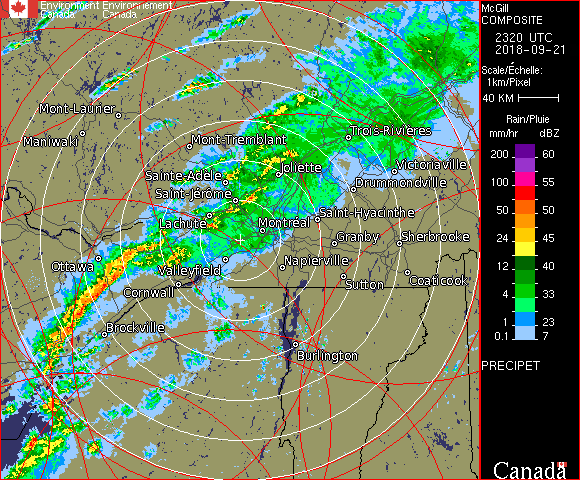 Environment Environnement
Canada Canada
Mont-Laurier
Maniwaki
Mont-Tremblant
Trois-Rivières
Sainte-Adèle
Joliette
Victoriaville
Drummondville
Saint-Jérôme
Lachute
Montréal
Saint-Hyacinthe
Granby
Sherbrooke
Ottawa
Valleyfield
Napierville
Cornwall
Sutton
Coaticook
Brockville
Burlington
McGill
COMPOSITE
2320 UTC
2018-09-21
Scale/Échelle:
1km/Pixel
40 KM
Rain/Pluie
mm/hr dBZ
200 60
100 55
50 50
24 45
12 40
4 33
1 23
0.1 7
PRECIPET
Canada